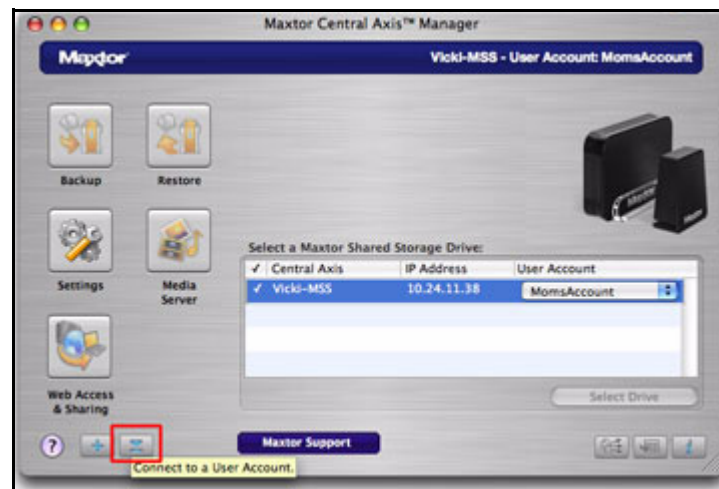 Maxtor Central Axis™ Manager
Maxtor
Vicki-MSS - User Account: MomsAccount
Backup
Restore
Settings
Media Server
Web Access & Sharing
Select a Maxtor Shared Storage Drive:
✓ Central Axis IP Address User Account
✓ Vicki-MSS 10.24.11.38 MomsAccount
Select Drive
?
Maxtor Support
i
Connect to a User Account.